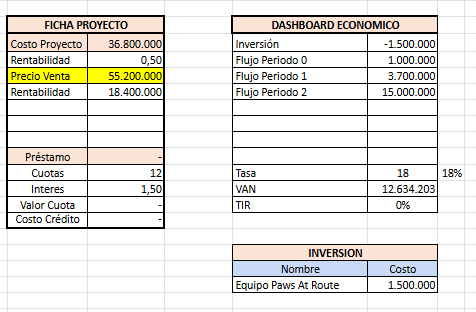 FICHA PROYECTO
Costo Proyecto 36.800.000
Rentabilidad 0,50
Precio Venta 55.200.000
Rentabilidad 18.400.000
Préstamo -
Cuotas 12
Interes 1,50
Valor Cuota -
Costo Crédito -
DASHBOARD ECONOMICO
Inversión -1.500.000
Flujo Periodo 0 1.000.000
Flujo Periodo 1 3.700.000
Flujo Periodo 2 15.000.000
Tasa 18 18%
VAN 12.634.203
TIR 0%
INVERSION
Nombre Costo
Equipo Paws At Route 1.500.000